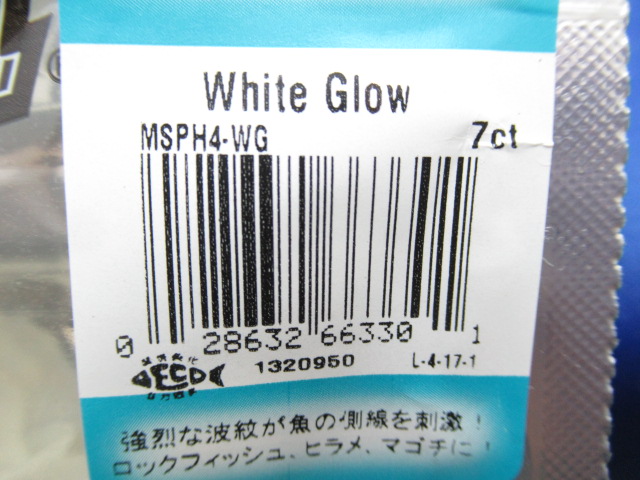 White Glow
MSPH4-WG 7ct
0 28632 66330 1
ECO 1320950 L-4-17-1
強烈な波紋が魚の側線を刺激！
ロックフィッシュ、ヒラメ、マゴチに！